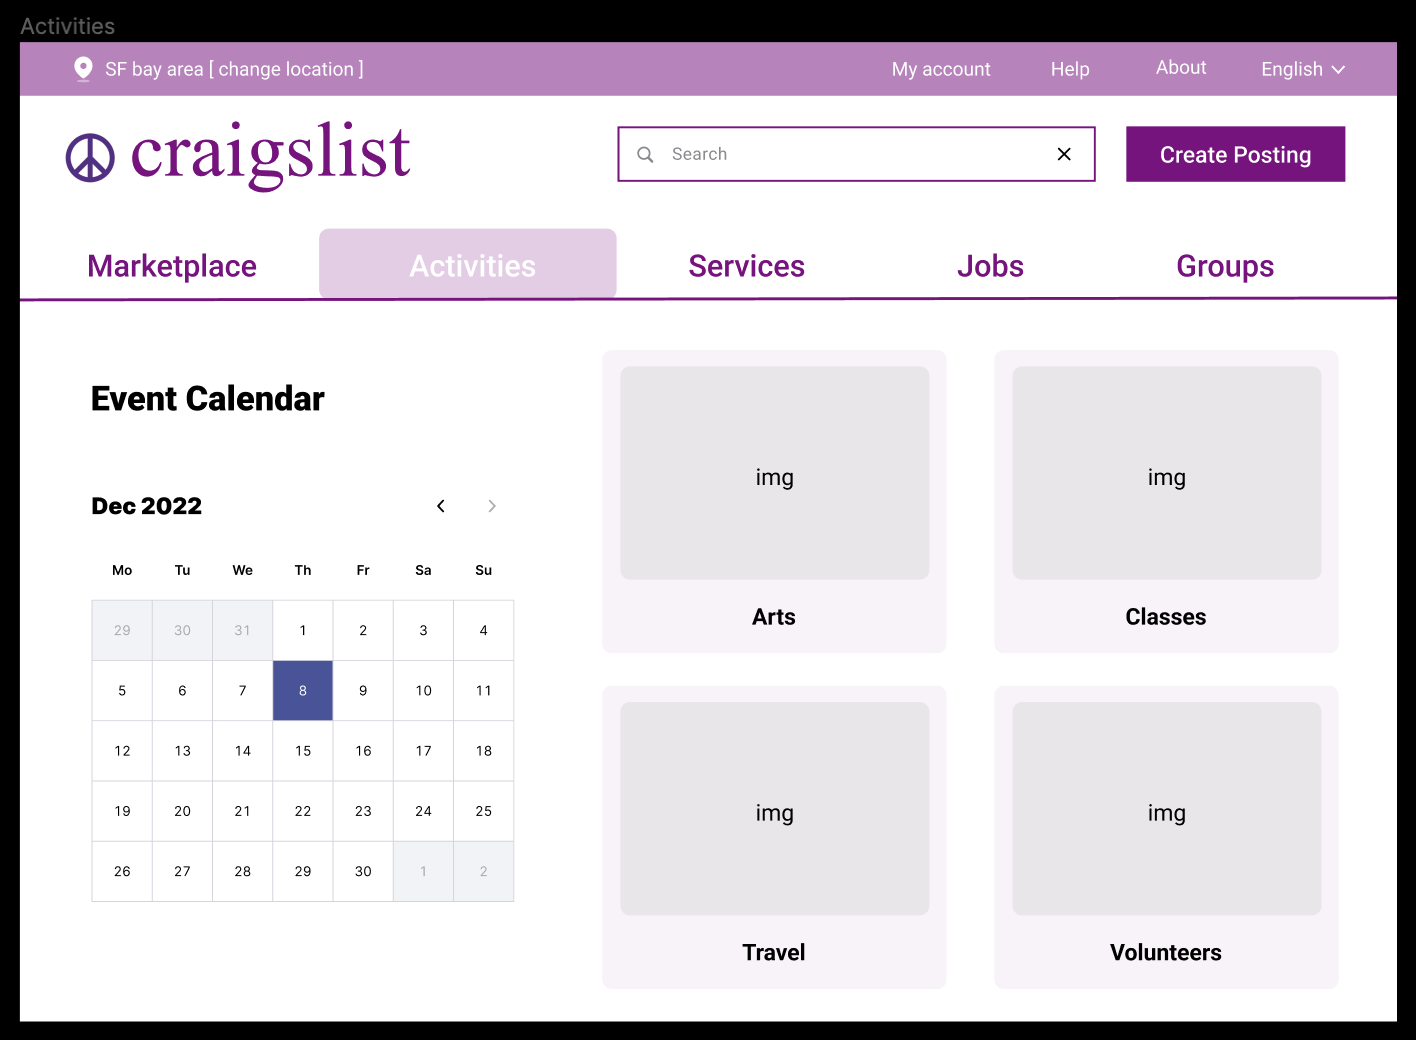 Activities
SF bay area [ change location ]
My account
Help
About
English
craigslist
Search
Create Posting
Marketplace
Activities
Services
Jobs
Groups
Event Calendar
Dec 2022
Mo Tu We Th Fr Sa Su
29 30 31 1 2 3 4
5 6 7 8 9 10 11
12 13 14 15 16 17 18
19 20 21 22 23 24 25
26 27 28 29 30 1 2
img
Arts
img
Classes
img
Travel
img
Volunteers